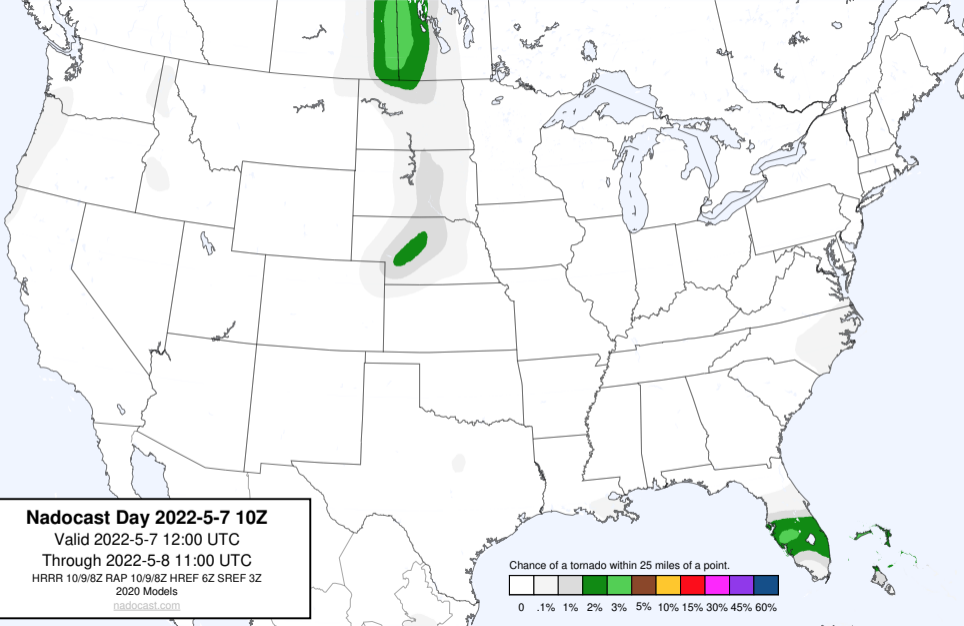 Nadocast Day 2022-5-7 10Z
Valid 2022-5-7 12:00 UTC
Through 2022-5-8 11:00 UTC
HRRR 10/9/8Z RAP 10/9/8Z HREF 6Z SREF 3Z
2020 Models
nadocast.com
Chance of a tornado within 25 miles of a point.
0 .1% 1% 2% 3% 5% 10% 15% 30% 45% 60%